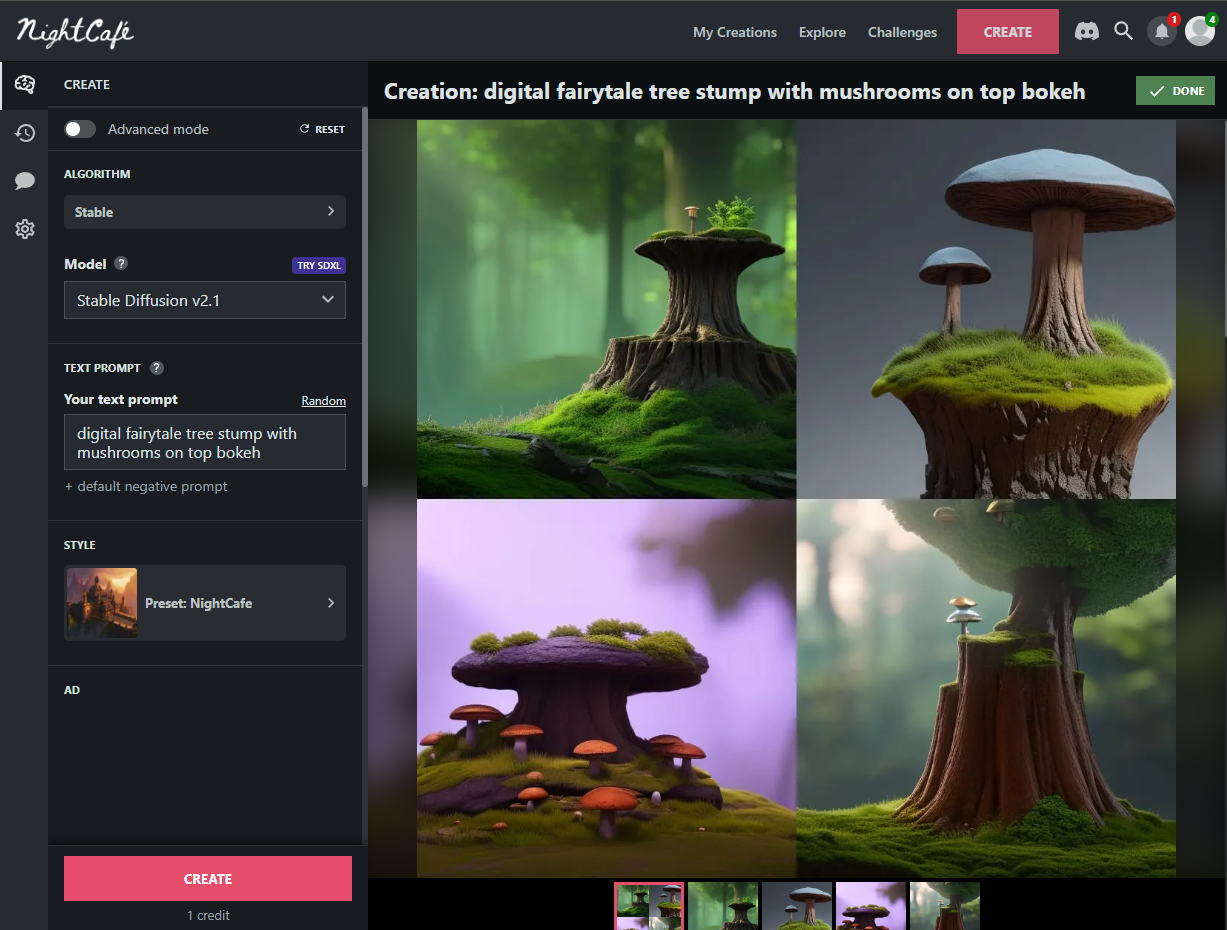 NightCafé
My Creations
Explore
Challenges
CREATE
1
4
CREATE
Advanced mode
RESET
ALGORITHM
Stable
Model ?
TRY SDXL
Stable Diffusion v2.1
TEXT PROMPT ?
Your text prompt
Random
digital fairytale tree stump with
mushrooms on top bokeh
+ default negative prompt
STYLE
Preset: NightCafe
AD
CREATE
1 credit
Creation: digital fairytale tree stump with mushrooms on top bokeh
DONE